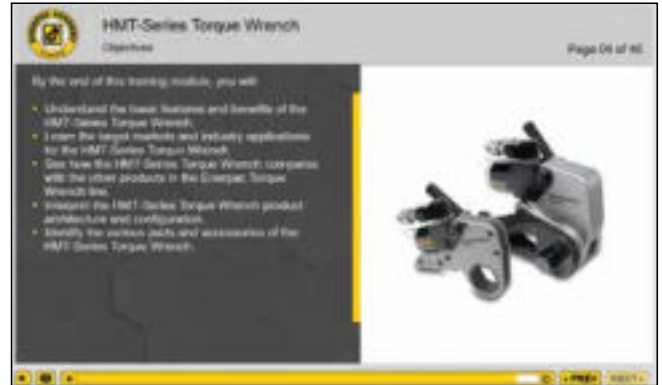 HMT-Series Torque Wrench
Objectives
Page 04 of 46
By the end of this training module, you will:
• Understand the basic features and benefits of the
HMT-Series Torque Wrench.
• Learn the target markets and industry applications
for the HMT-Series Torque Wrench.
• See how the HMT-Series Torque Wrench compares
with the other products in the Enerpac Torque
Wrench line.
• Interpret the HMT-Series Torque Wrench product
architecture and configuration.
• Identify the various parts and accessories of the
HMT-Series Torque Wrench.
PREV
NEXT